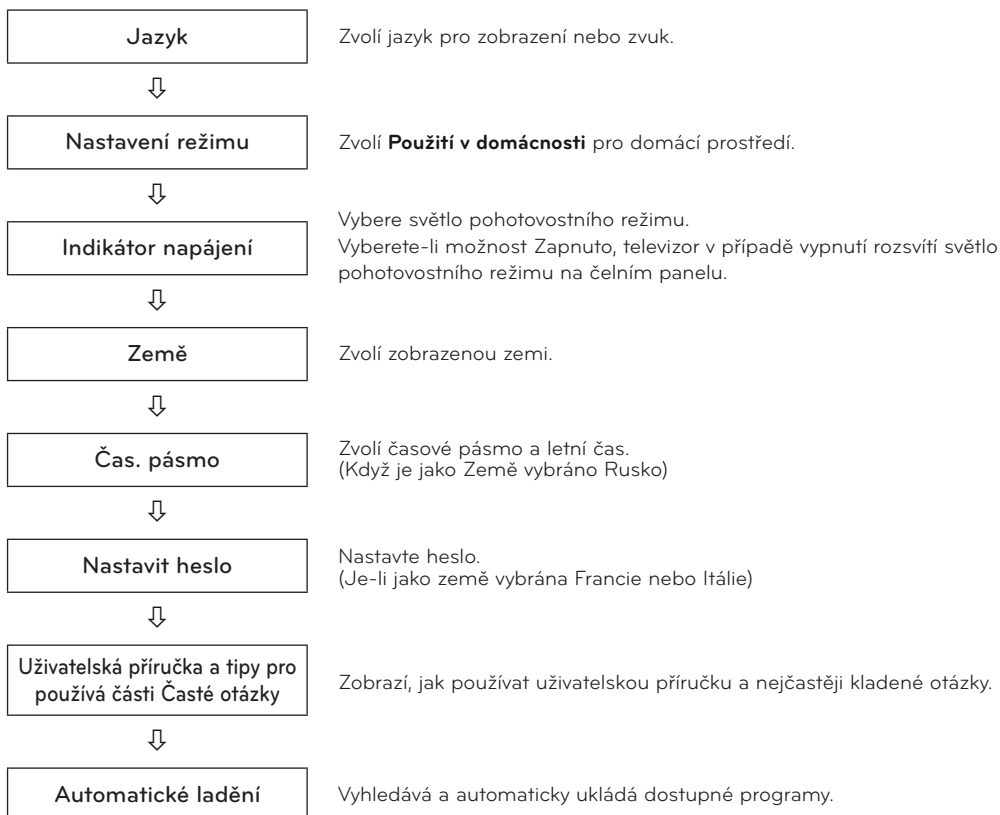 Jazyk
Zvolí jazyk pro zobrazení nebo zvuk.
Nastavení režimu
Zvolí Použití v domácnosti pro domácí prostředí.
Indikátor napájení
Vybere světlo pohotovostního režimu.
Vyberete-li možnost Zapnuto, televizor v případě vypnutí rozsvítí světlo
pohotovostního režimu na čelním panelu.
Země
Zvolí zobrazenou zemi.
Čas. pásmo
Zvolí časové pásmo a letní čas.
(Když je jako Země vybráno Rusko)
Nastavit heslo
Nastavte heslo.
(Je-li jako země vybrána Francie nebo Itálie)
Uživatelská příručka a tipy pro
používá části Časté otázky
Zobrazí, jak používat uživatelskou příručku a nejčastěji kladené otázky.
Automatické ladění
Vyhledává a automaticky ukládá dostupné programy.